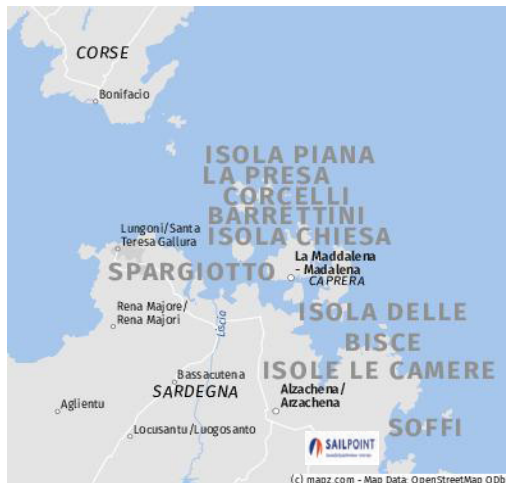 CORSE
Bonifacio
ISOLA PIANA
LA PRESA
CORCELLI
BARRETTINI
ISOLA CHIESA
Lungoni/Santa
Teresa Gallura
La Maddalena
- Madalena
SPARGIOTTO
CAPRERA
Rena Majore/
Rena Majori
Liscia
ISOLA DELLE
BISCE
ISOLE LE CAMERE
Bassacutena
SARDEGNA
Alzachena/
Arzachena
Aglientu
Locusantu/Luogosanto
SOFFI
SAILPOINT
(c) mapz.com - Map Data: OpenStreetMap ODb